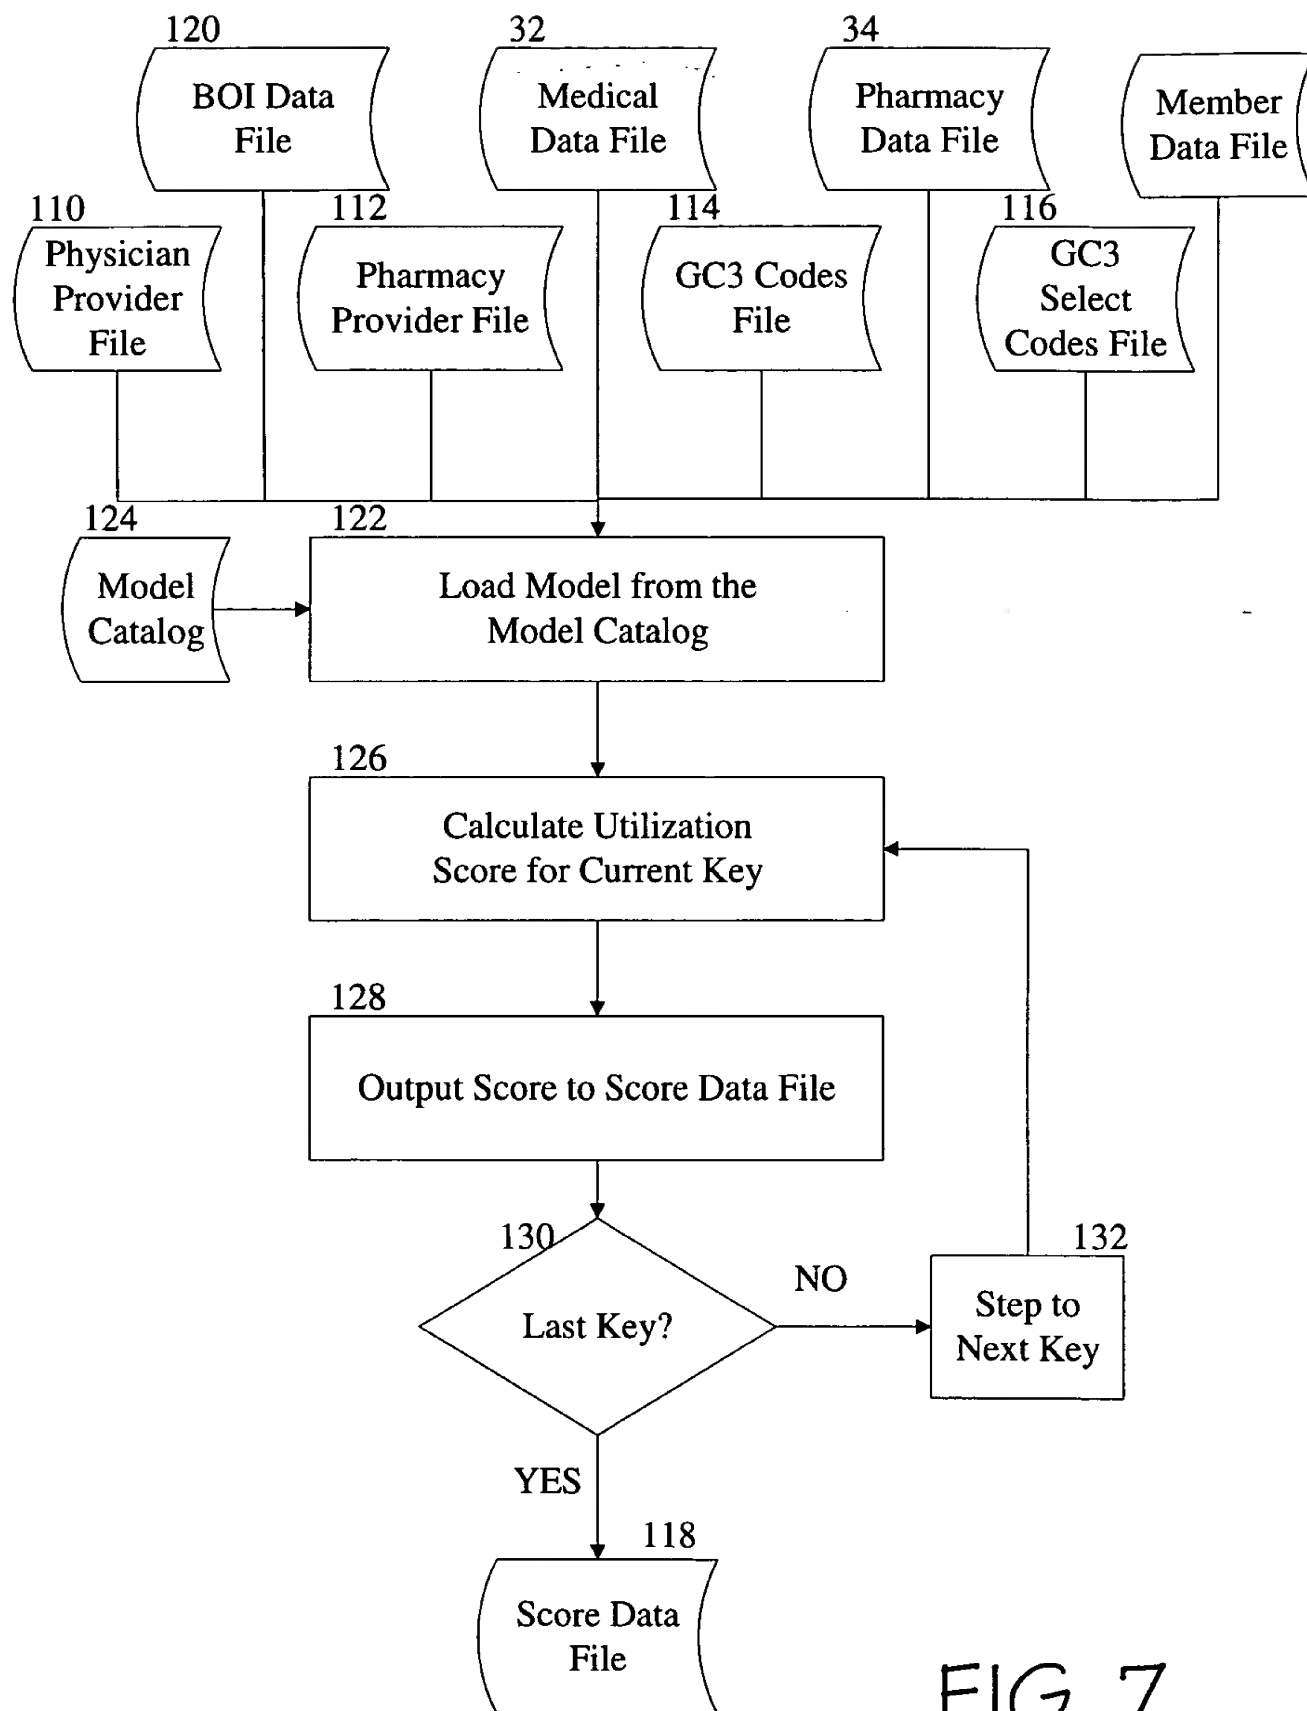 120
32
34
BOI Data
File
Medical
Data File
Pharmacy
Data File
Member
Data File
110
112
114
116
Physician
Provider
File
Pharmacy
Provider File
GC3 Codes
File
GC3
Select
Codes File
124
122
Model
Catalog
Load Model from the
Model Catalog
126
Calculate Utilization
Score for Current Key
128
Output Score to Score Data File
130
Last Key?
NO
132
Step to
Next Key
YES
118
Score Data
File
FIG. 7